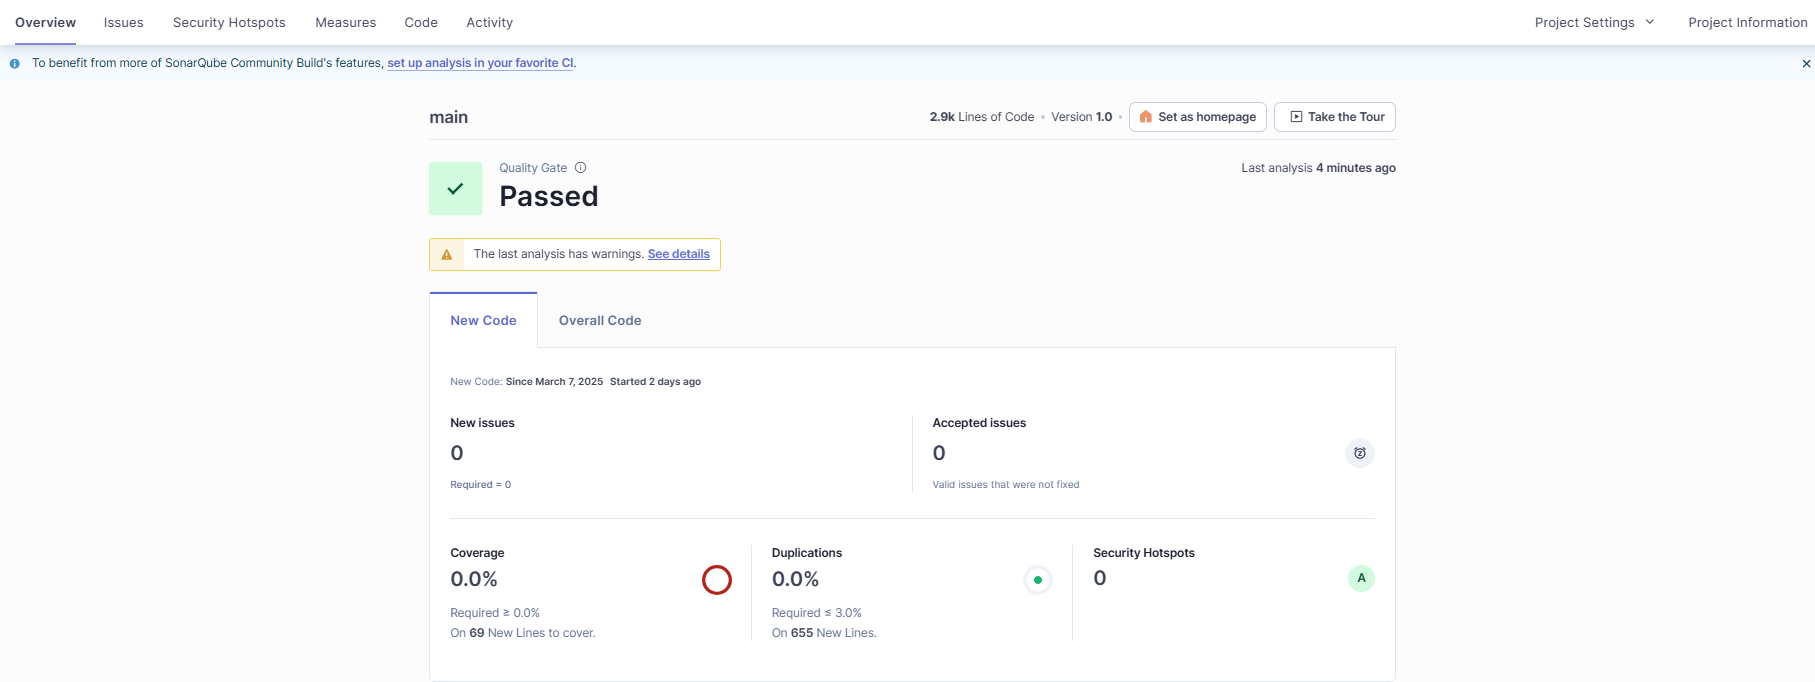 Overview Issues Security Hotspots Measures Code Activity Project Settings Project Information
To benefit from more of SonarQube Community Build's features, set up analysis in your favorite CI.
main 2.9k Lines of Code • Version 1.0 • Set as homepage Take the Tour
Quality Gate Last analysis 4 minutes ago
Passed
The last analysis has warnings. See details
New Code Overall Code
New Code: Since March 7, 2025 Started 2 days ago
New issues Accepted issues
0 0
Required = 0 Valid issues that were not fixed
Coverage Duplications Security Hotspots
0.0% 0.0% 0 A
Required ≥ 0.0% Required ≤ 3.0%
On 69 New Lines to cover. On 655 New Lines.